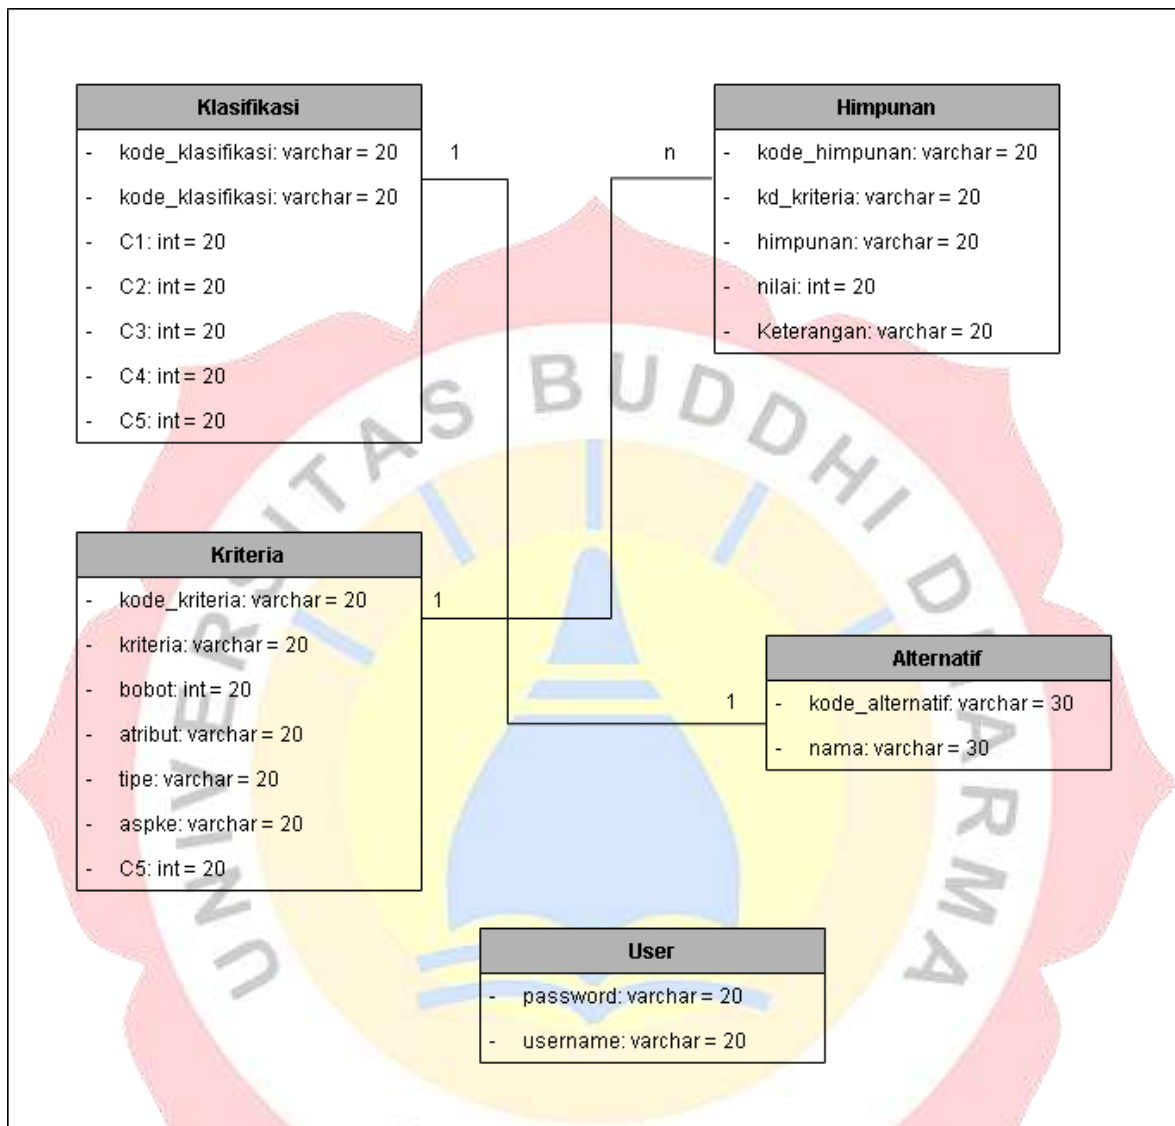 Klasifikasi
- kode_klasifikasi: varchar = 20
- kode_klasifikasi: varchar = 20
- C1: int = 20
- C2: int = 20
- C3: int = 20
- C4: int = 20
- C5: int = 20
1
n
Himpunan
- kode_himpunan: varchar = 20
- kd_kriteria: varchar = 20
- himpunan: varchar = 20
- nilai: int = 20
- Keterangan: varchar = 20
Kriteria
- kode_kriteria: varchar = 20
- kriteria: varchar = 20
- bobot: int = 20
- atribut: varchar = 20
- tipe: varchar = 20
- aspke: varchar = 20
- C5: int = 20
1
1
Alternatif
- kode_alternatif: varchar = 30
- nama: varchar = 30
User
- password: varchar = 20
- username: varchar = 20
UNIVERSITAS BUDDHI DHARMA